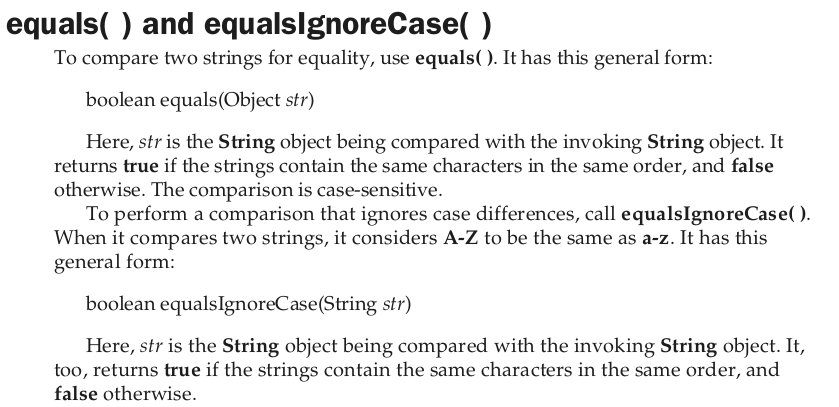 equals( ) and equalsIgnoreCase( )
To compare two strings for equality, use equals( ). It has this general form:
boolean equals(Object str)
Here, str is the String object being compared with the invoking String object. It
returns true if the strings contain the same characters in the same order, and false
otherwise. The comparison is case-sensitive.
To perform a comparison that ignores case differences, call equalsIgnoreCase( ).
When it compares two strings, it considers A-Z to be the same as a-z. It has this
general form:
boolean equalsIgnoreCase(String str)
Here, str is the String object being compared with the invoking String object. It,
too, returns true if the strings contain the same characters in the same order, and
false otherwise.